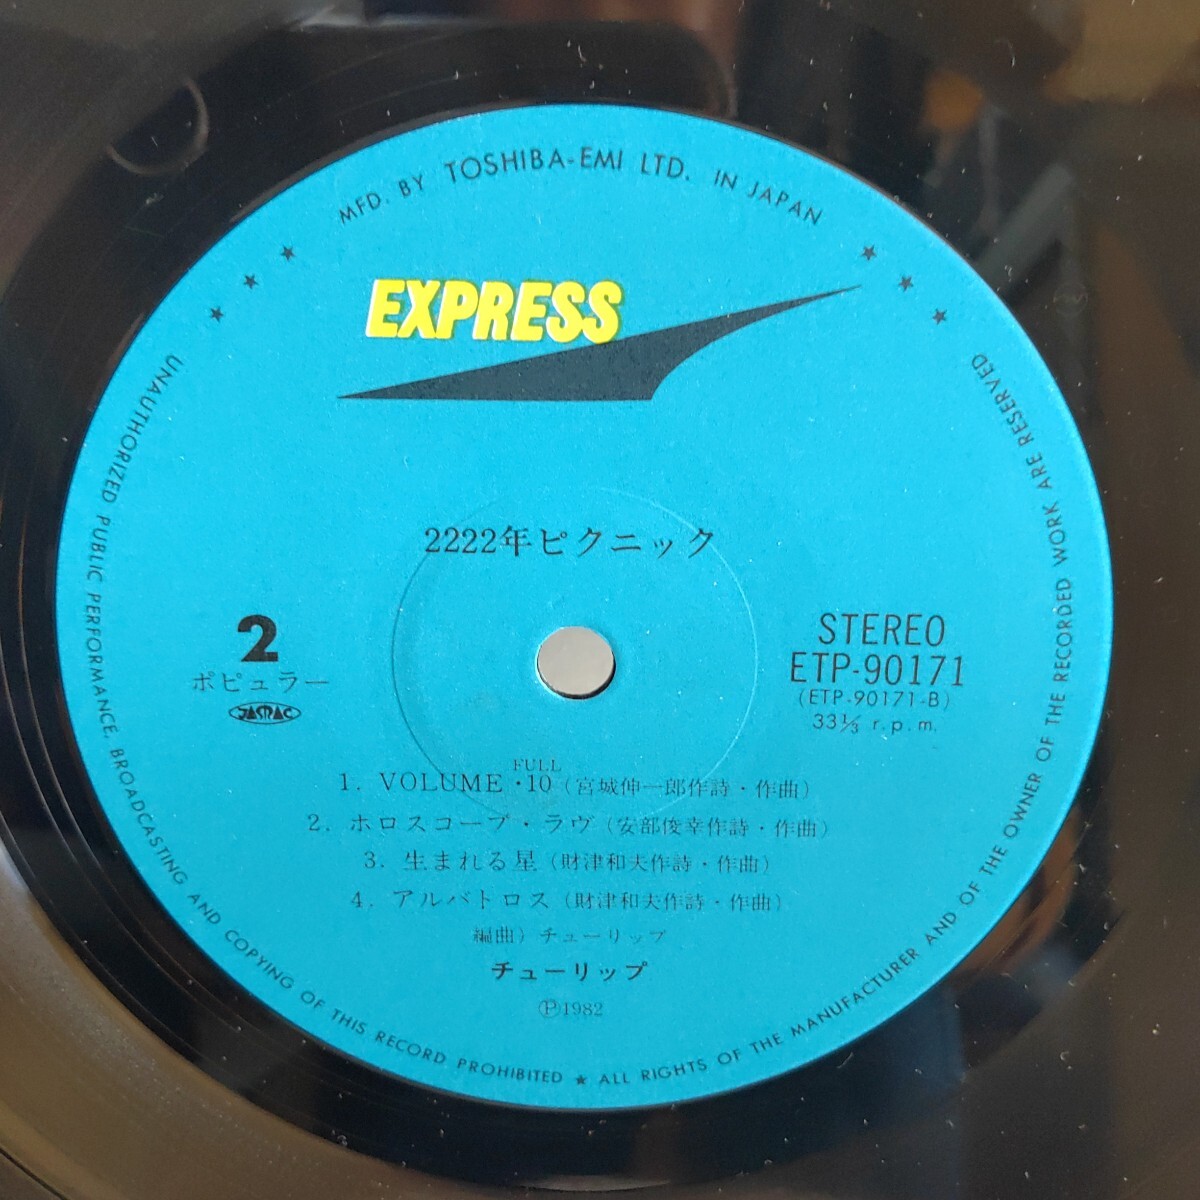 MFD. BY TOSHIBA-EMI LTD. IN JAPAN
EXPRESS
2222年ピクニック
2
ポピュラー
JASRAC
STEREO
ETP-90171
(ETP-90171-B)
33⅓ r.p.m.
FULL
1. VOLUME・10 (宮城伸一郎作詩・作曲)
2. ホロスコープ・ラヴ (安部俊幸作詩・作曲)
3. 生まれる星 (財津和夫作詩・作曲)
4. アルバトロス (財津和夫作詩・作曲)
編曲) チューリップ
チューリップ
Ⓟ1982
UNAUTHORIZED PUBLIC PERFORMANCE, BROADCASTING AND COPYING OF THIS RECORD PROHIBITED ★ ALL RIGHTS OF THE MANUFACTURER AND OF THE OWNER OF THE RECORDED WORK ARE RESERVED